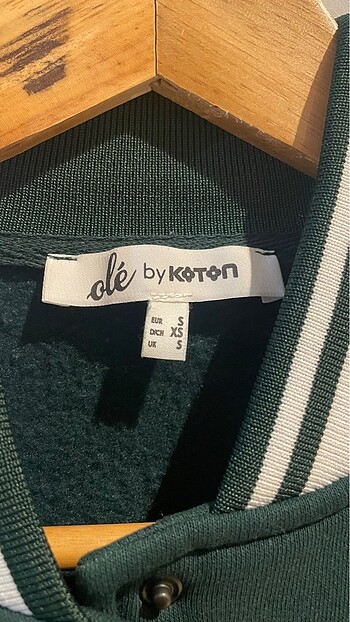 olé by KOTON
EUR S
D/CH XS
UK S